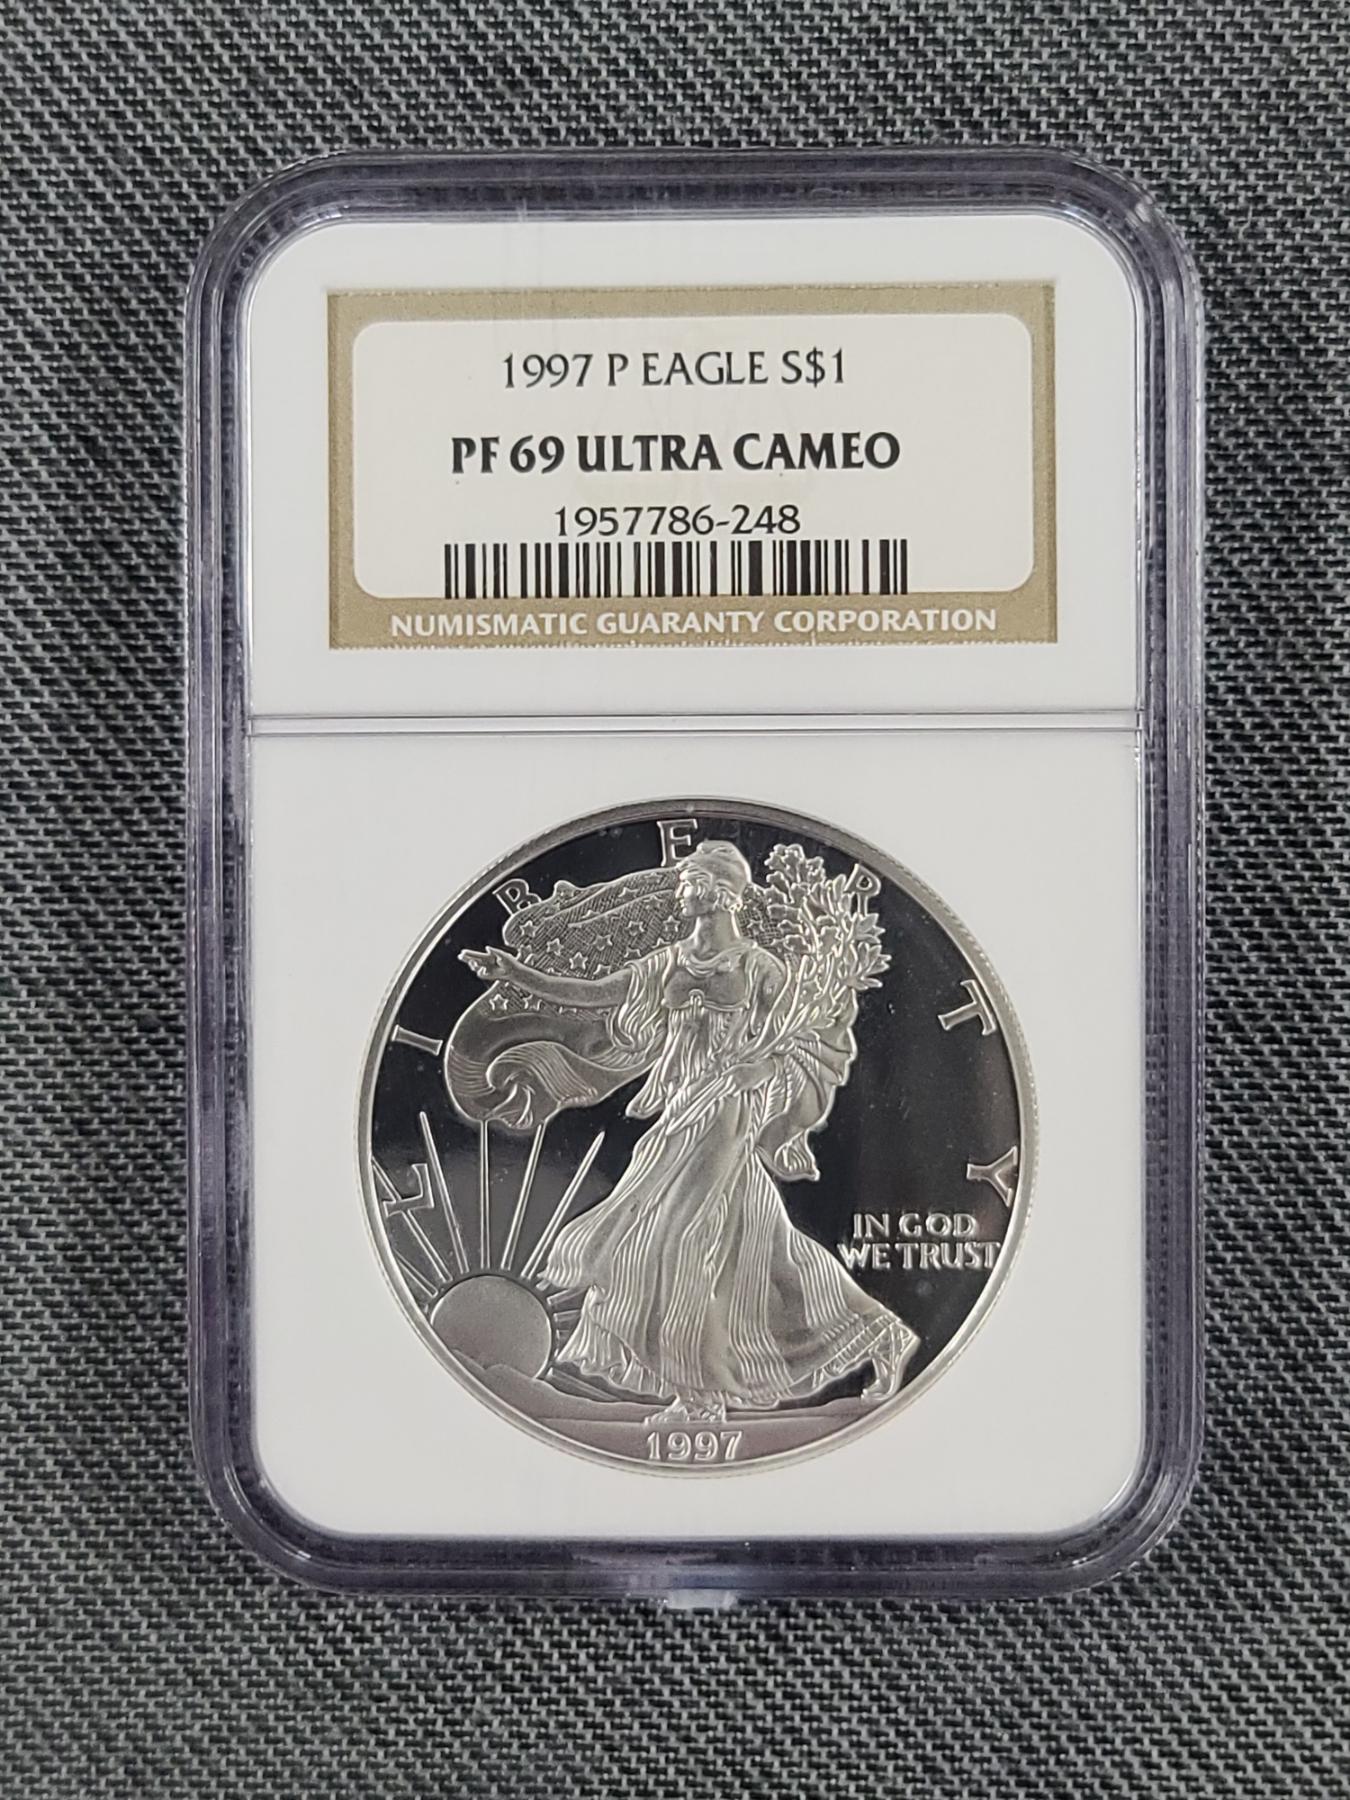 1997 P EAGLE S$1
PF 69 ULTRA CAMEO
1957786-248
NUMISMATIC GUARANTY CORPORATION
LIBERTY
IN GOD
WE TRUST
1997